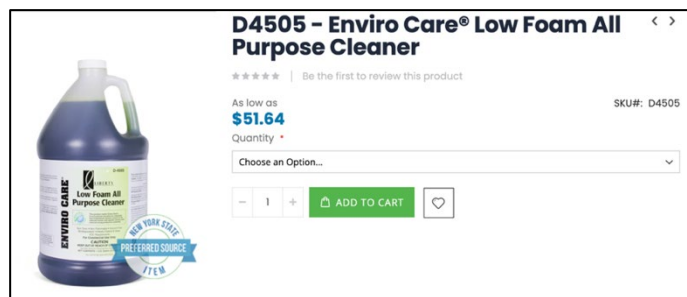 D4505 - Enviro Care® Low Foam All
Purpose Cleaner
Be the first to review this product
As low as
$51.64
SKU#: D4505
Quantity *
Choose an Option...
1
ADD TO CART
ENVIRO CARE
Low Foam All
Purpose Cleaner
CAUTION
NEW YORK STATE
PREFERRED SOURCE
ITEM